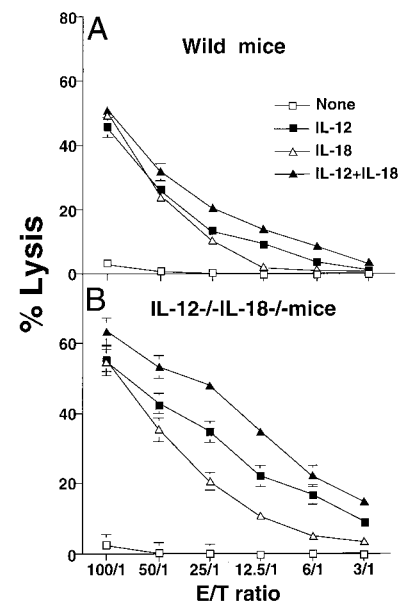 A
Wild mice
80
60
40
20
0
None
IL-12
IL-18
IL-12+IL-18
% Lysis
B
IL-12-/-IL-18-/-mice
60
40
20
0
100/1 50/1 25/1 12.5/1 6/1 3/1
E/T ratio